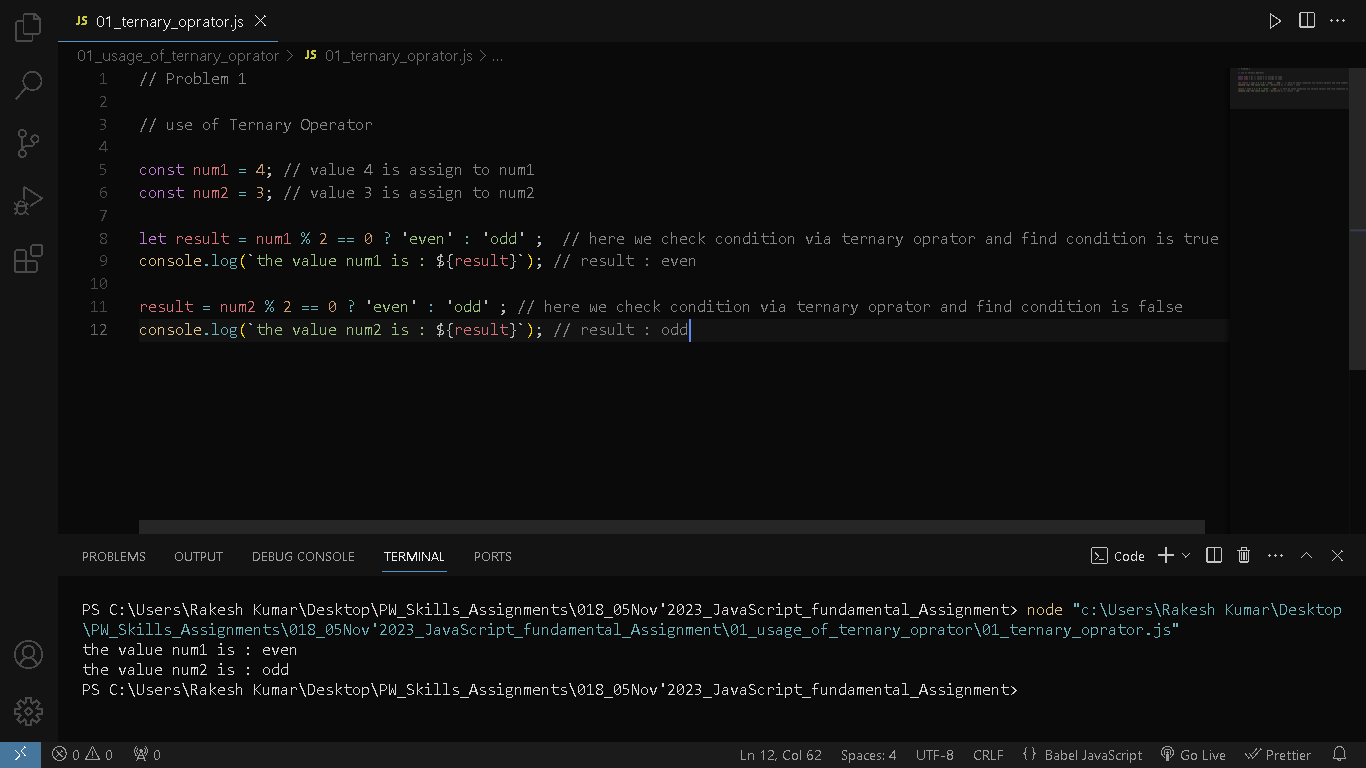 JS 01_ternary_oprator.js
01_usage_of_ternary_oprator > JS 01_ternary_oprator.js > ...
1 // Problem 1
2
3 // use of Ternary Operator
4
5 const num1 = 4; // value 4 is assign to num1
6 const num2 = 3; // value 3 is assign to num2
7
8 let result = num1 % 2 == 0 ? 'even' : 'odd' ;  // here we check condition via ternary oprator and find condition is true
9 console.log(`the value num1 is : ${result}`); // result : even
10
11 result = num2 % 2 == 0 ? 'even' : 'odd' ; // here we check condition via ternary oprator and find condition is false
12 console.log(`the value num2 is : ${result}`); // result : odd
PROBLEMS OUTPUT DEBUG CONSOLE TERMINAL PORTS Code
PS C:\Users\Rakesh Kumar\Desktop\PW_Skills_Assignments\018_05Nov'2023_JavaScript_fundamental_Assignment> node "c:\Users\Rakesh Kumar\Desktop
\PW_Skills_Assignments\018_05Nov'2023_JavaScript_fundamental_Assignment\01_usage_of_ternary_oprator\01_ternary_oprator.js"
the value num1 is : even
the value num2 is : odd
PS C:\Users\Rakesh Kumar\Desktop\PW_Skills_Assignments\018_05Nov'2023_JavaScript_fundamental_Assignment>
0 0 0 Ln 12, Col 62 Spaces: 4 UTF-8 CRLF {} Babel JavaScript Go Live Prettier